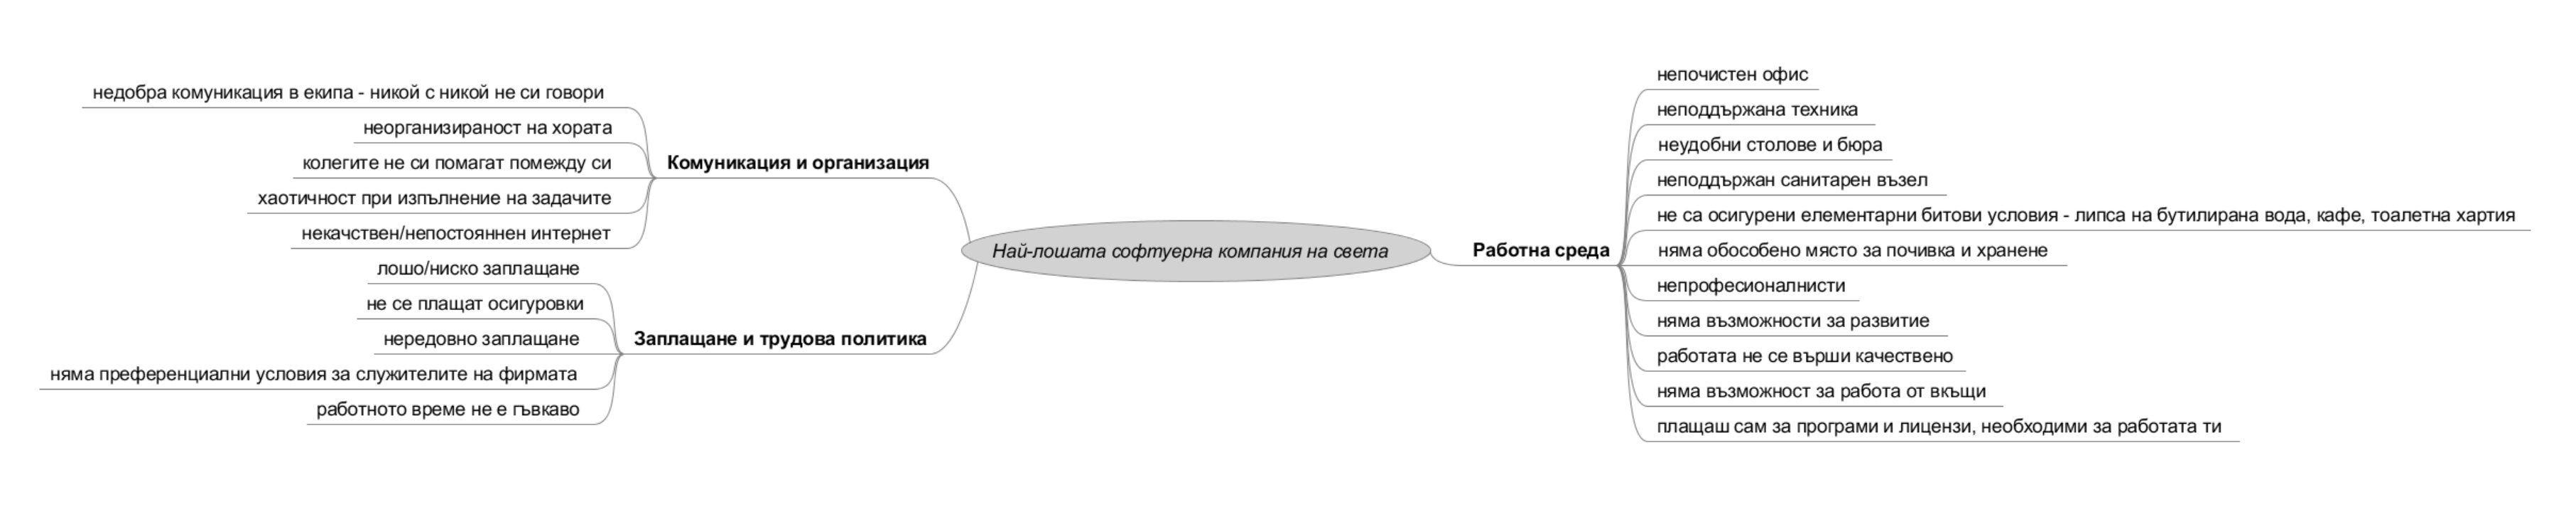 недобра комуникация в екипа - никой с никой не си говори
неорганизираност на хората
колегите не си помагат помежду си
хаотичност при изпълнение на задачите
некачествен/непостояннен интернет
Комуникация и организация
лошо/ниско заплащане
не се плащат осигуровки
нередовно заплащане
няма преференциални условия за служителите на фирмата
работното време не е гъвкаво
Заплащане и трудова политика
Най-лошата софтуерна компания на света
Работна среда
непочистен офис
неподдържана техника
неудобни столове и бюра
неподдържан санитарен възел
не са осигурени елементарни битови условия - липса на бутилирана вода, кафе, тоалетна хартия
няма обособено място за почивка и хранене
непрофесионалнисти
няма възможности за развитие
работата не се върши качествено
няма възможност за работа от вкъщи
плащаш сам за програми и лицензи, необходими за работата ти